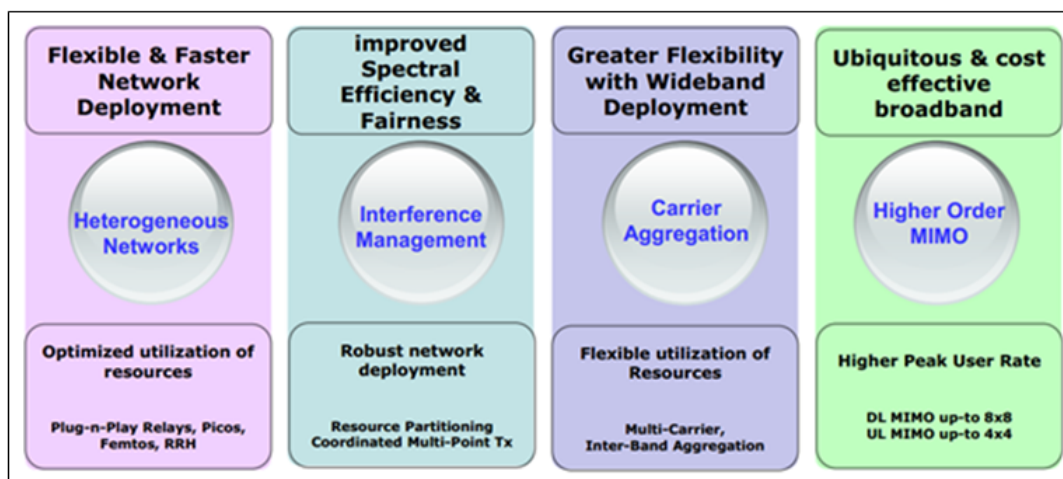 Flexible & Faster
Network
Deployment
Heterogeneous
Networks
Optimized utilization of
resources
Plug-n-Play Relays, Picos,
Femtos, RRH
improved
Spectral
Efficiency &
Fairness
Interference
Management
Robust network
deployment
Resource Partitioning
Coordinated Multi-Point Tx
Greater Flexibility
with Wideband
Deployment
Carrier
Aggregation
Flexible utilization of
Resources
Multi-Carrier,
Inter-Band Aggregation
Ubiquitous & cost
effective
broadband
Higher Order
MIMO
Higher Peak User Rate
DL MIMO up-to 8x8
UL MIMO up-to 4x4